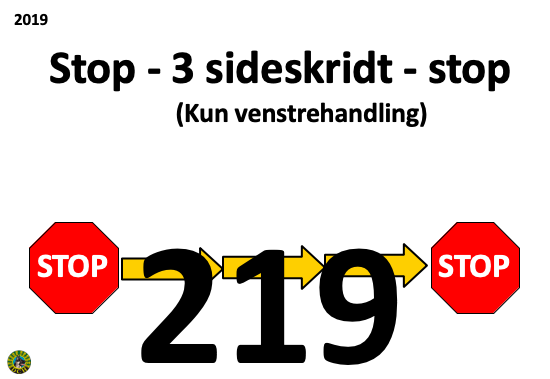 2019
Stop - 3 sideskridt - stop
(Kun venstrehandling)
STOP
STOP
219